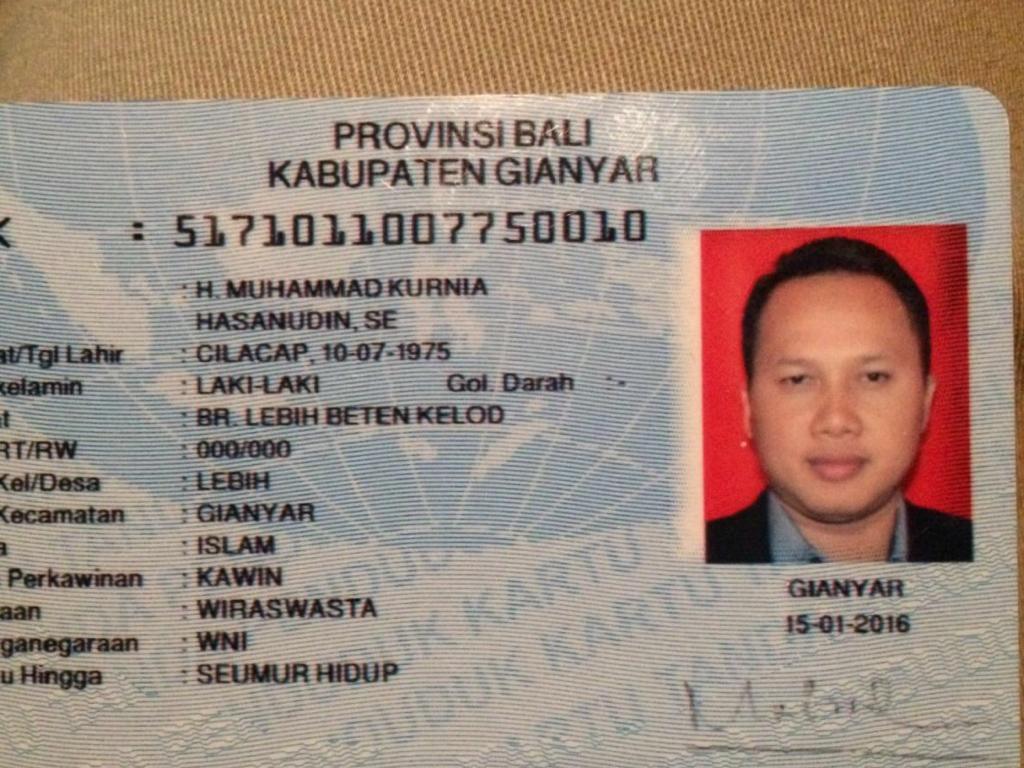 PROVINSI BALI
KABUPATEN GIANYAR
: 5171011007750010
: H. MUHAMMAD KURNIA
HASANUDIN, SE
at/Tgl Lahir : CILACAP, 10-07-1975
kelamin : LAKI-LAKI Gol. Darah : -
t : BR. LEBIH BETEN KELOD
RT/RW : 000/000
Kel/Desa : LEBIH
Kecamatan : GIANYAR
a : ISLAM
Perkawinan : KAWIN
aan : WIRASWASTA
ganegaraan : WNI
u Hingga : SEUMUR HIDUP
GIANYAR
15-01-2016